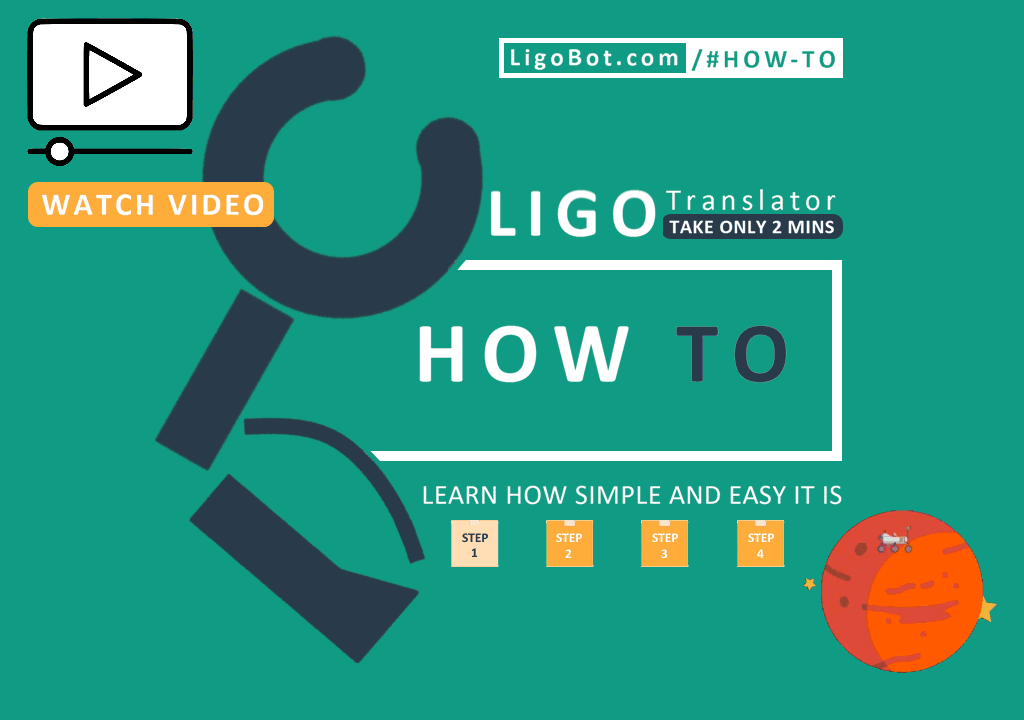 LigoBot.com/#HOW-TO
WATCH VIDEO
LIGO Translator
TAKE ONLY 2 MINS
HOW TO
LEARN HOW SIMPLE AND EASY IT IS
STEP 1
STEP 2
STEP 3
STEP 4